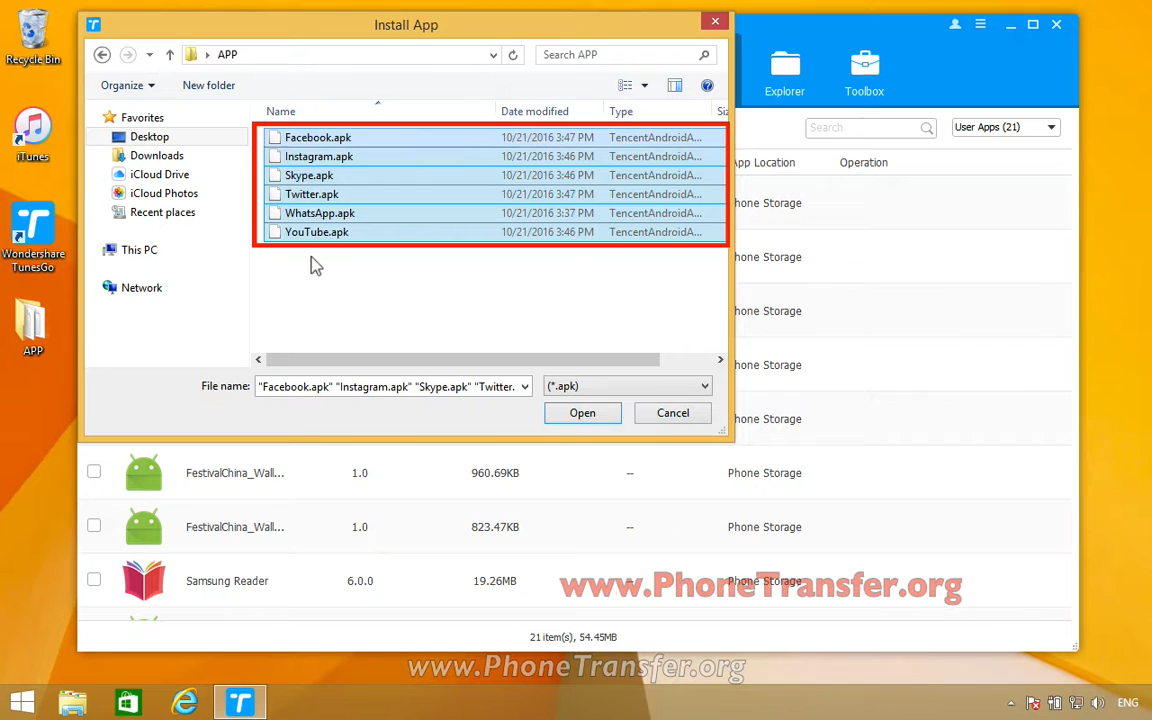 Recycle Bin
iTunes
Wondershare
TunesGo
APP
Install App
APP
Search APP
Organize
New folder
Name
Date modified
Type
Favorites
Desktop
Downloads
iCloud Drive
iCloud Photos
Recent places
This PC
Network
Facebook.apk 10/21/2016 3:47 PM TencentAndroidA...
Instagram.apk 10/21/2016 3:46 PM TencentAndroidA...
Skype.apk 10/21/2016 3:46 PM TencentAndroidA...
Twitter.apk 10/21/2016 3:47 PM TencentAndroidA...
WhatsApp.apk 10/21/2016 3:37 PM TencentAndroidA...
YouTube.apk 10/21/2016 3:46 PM TencentAndroidA...
File name: "Facebook.apk" "Instagram.apk" "Skype.apk" "Twitter. (*.apk)
Open Cancel
Explorer
Toolbox
Search
User Apps (21)
App Location Operation
Phone Storage
Phone Storage
Phone Storage
Phone Storage
Phone Storage
FestivalChina_Wall... 1.0 960.69KB -- Phone Storage
FestivalChina_Wall... 1.0 823.47KB -- Phone Storage
Samsung Reader 6.0.0 19.26MB Phone Storage
www.PhoneTransfer.org
21 item(s), 54.45MB
www.PhoneTransfer.org
ENG